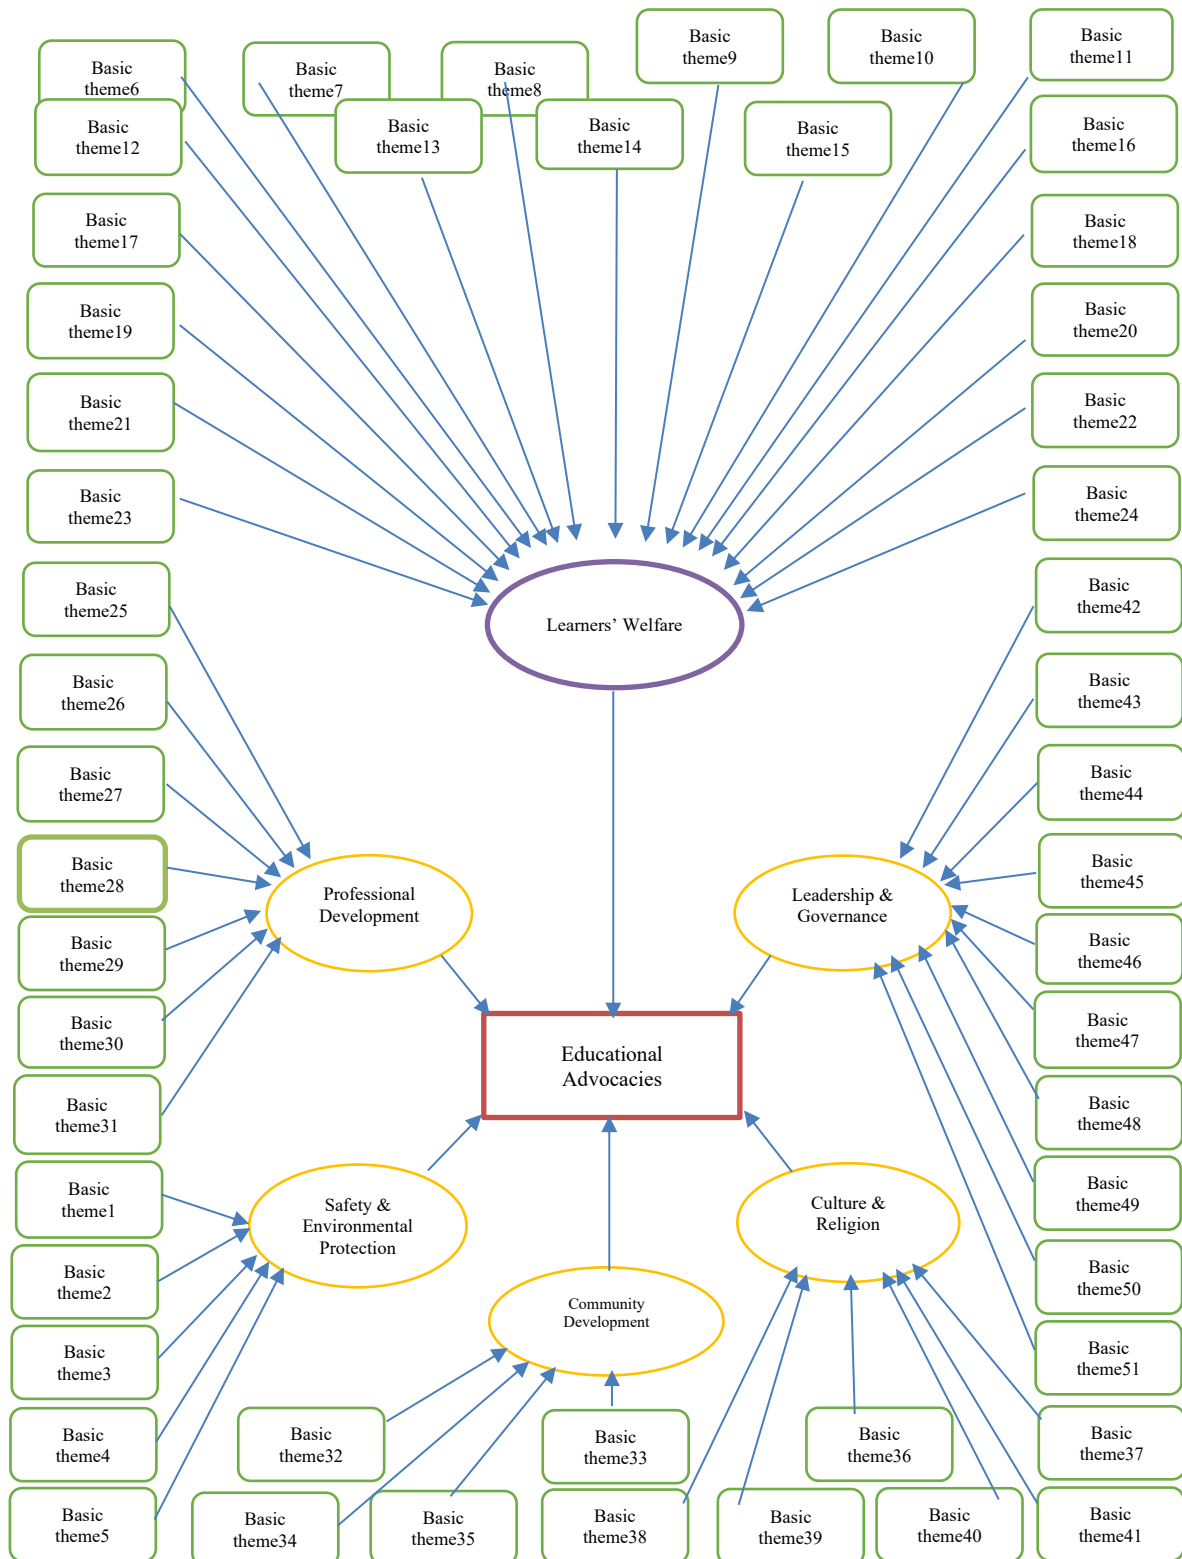 Basic
theme6
Basic
theme7
Basic
theme8
Basic
theme9
Basic
theme10
Basic
theme11
Basic
theme12
Basic
theme13
Basic
theme14
Basic
theme15
Basic
theme16
Basic
theme17
Basic
theme18
Basic
theme19
Basic
theme20
Basic
theme21
Basic
theme22
Basic
theme23
Basic
theme24
Learners’ Welfare
Basic
theme25
Basic
theme42
Basic
theme26
Basic
theme43
Basic
theme27
Basic
theme44
Basic
theme28
Basic
theme45
Professional
Development
Leadership &
Governance
Basic
theme29
Basic
theme46
Basic
theme30
Basic
theme47
Educational
Advocacies
Basic
theme31
Basic
theme48
Basic
theme1
Basic
theme49
Safety &
Environmental
Protection
Culture &
Religion
Basic
theme2
Basic
theme50
Community
Development
Basic
theme3
Basic
theme51
Basic
theme4
Basic
theme32
Basic
theme33
Basic
theme36
Basic
theme37
Basic
theme5
Basic
theme34
Basic
theme35
Basic
theme38
Basic
theme39
Basic
theme40
Basic
theme41